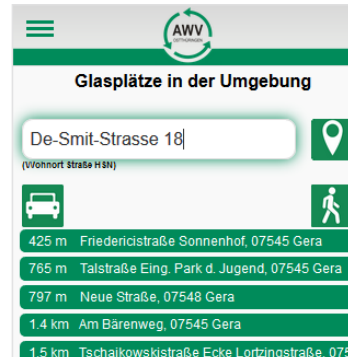 AWV
OSTTHÜRINGEN
Glasplätze in der Umgebung
De-Smit-Strasse 18
(Wohnort Straße HSN)
425 m Friedericistraße Sonnenhof, 07545 Gera
765 m Talstraße Eing. Park d. Jugend, 07545 Gera
797 m Neue Straße, 07548 Gera
1.4 km Am Bärenweg, 07545 Gera
1.5 km Tschaikowskistraße Ecke Lortzingstraße, 075